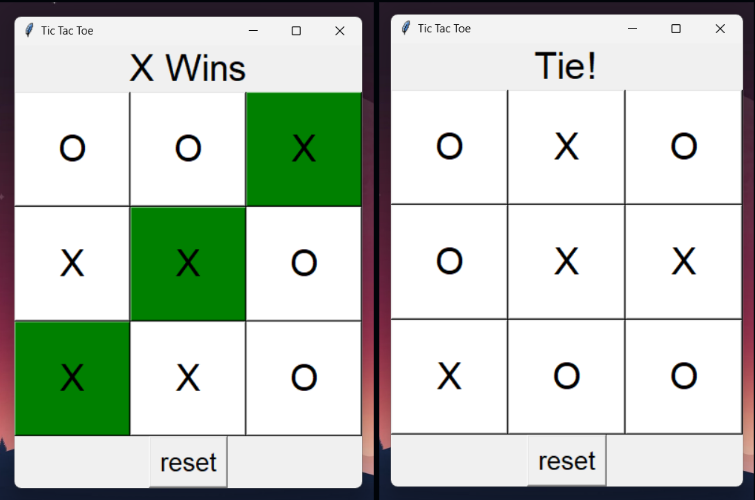 Tic Tac Toe
X Wins
O O X
X X O
X X O
reset
Tic Tac Toe
Tie!
O X O
O X X
X O O
reset